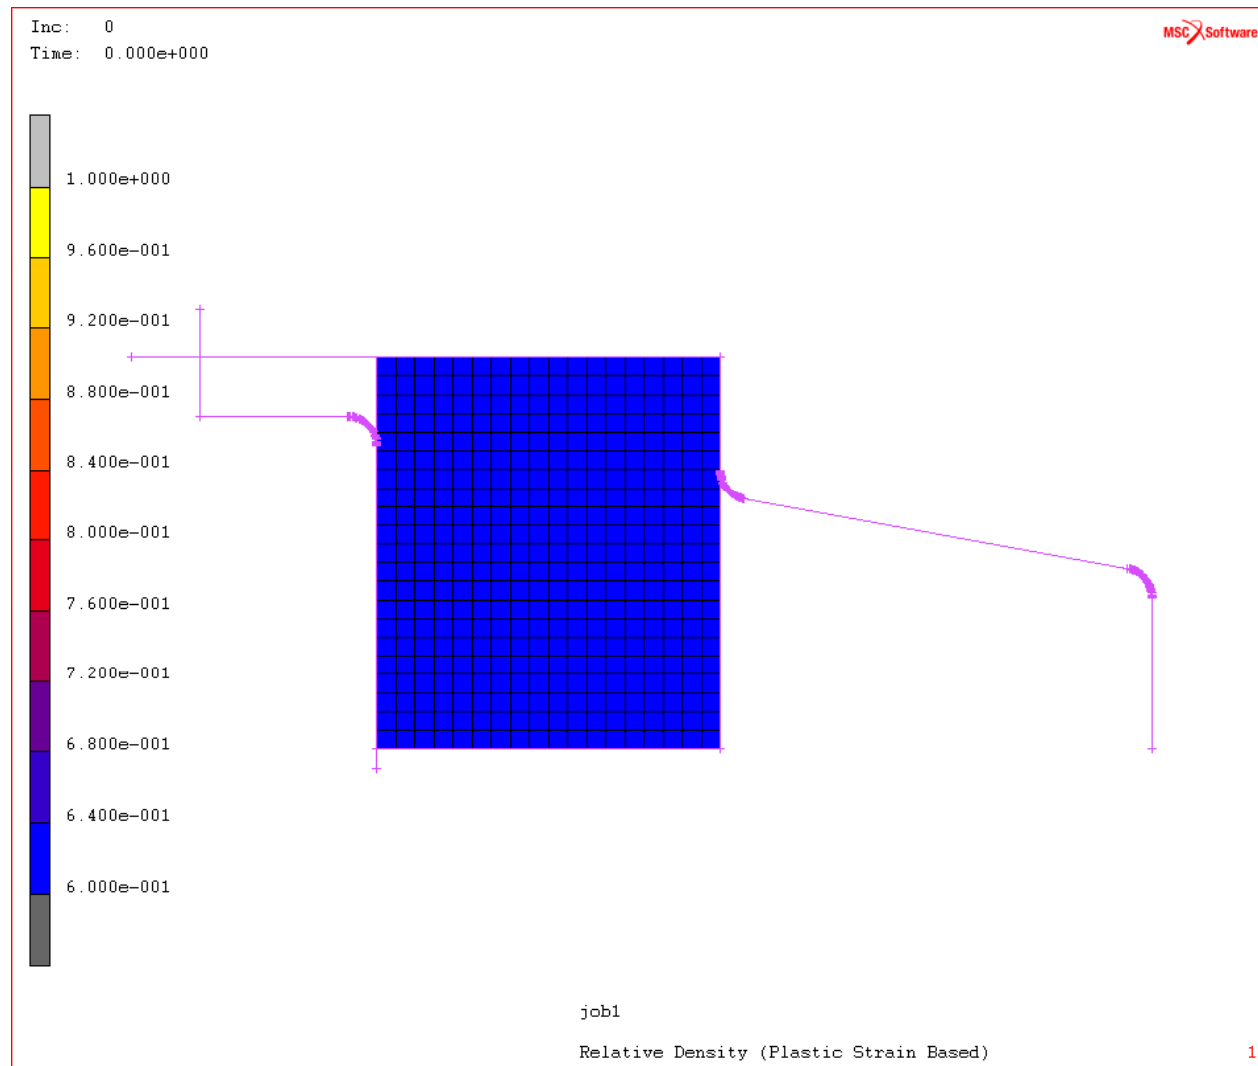 Inc: 0
Time: 0.000e+000
MSC Software
1.000e+000
9.600e-001
9.200e-001
8.800e-001
8.400e-001
8.000e-001
7.600e-001
7.200e-001
6.800e-001
6.400e-001
6.000e-001
job1
Relative Density (Plastic Strain Based)
1